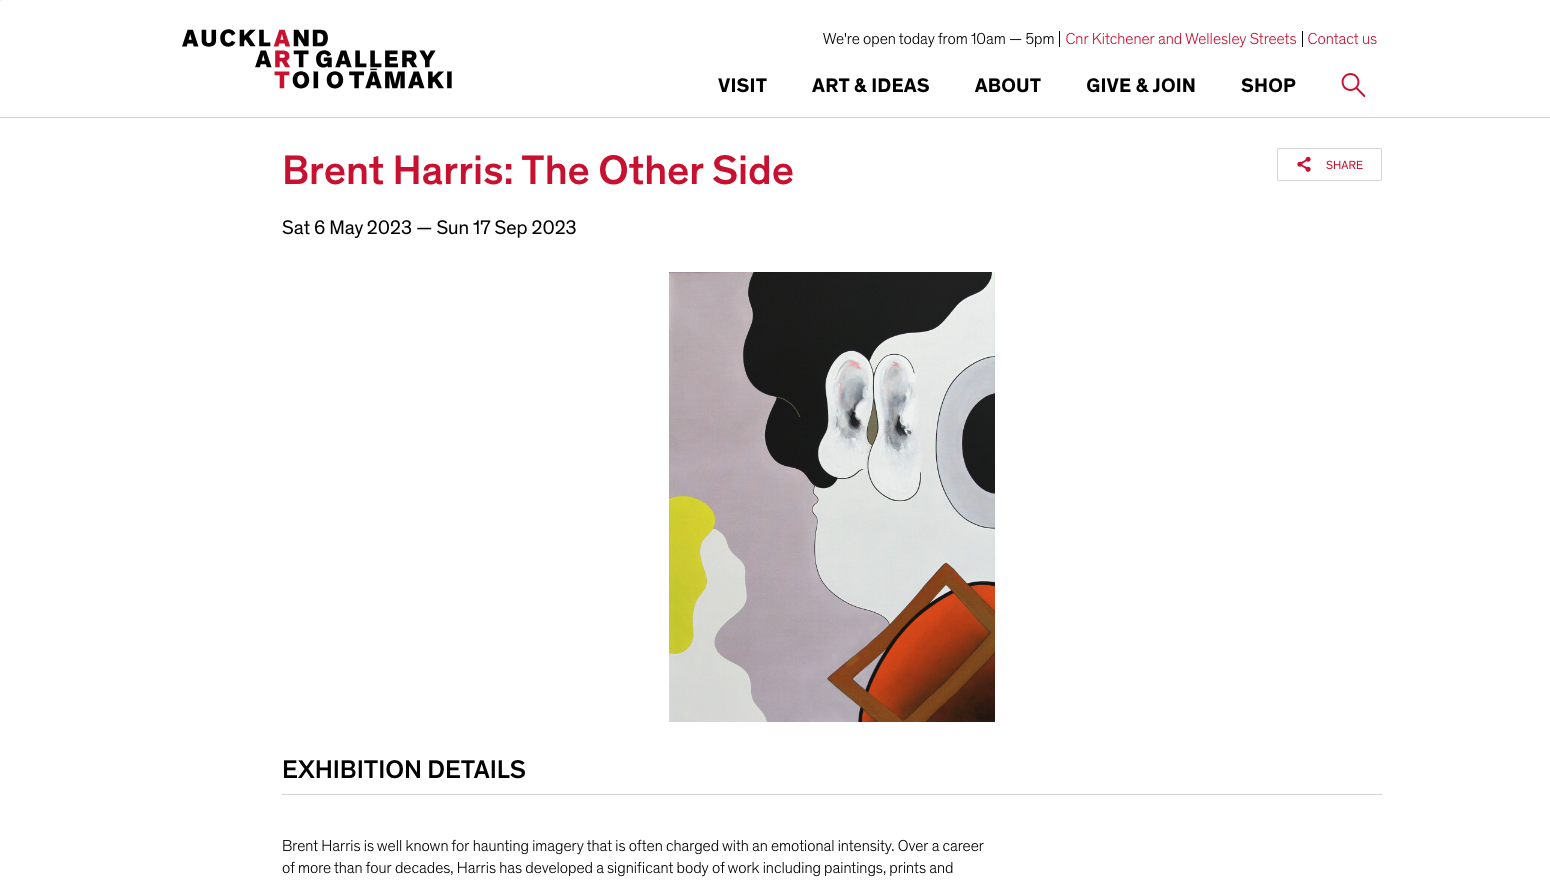 AUCKLAND
ART GALLERY
TOI O TĀMAKI
We're open today from 10am — 5pm | Cnr Kitchener and Wellesley Streets | Contact us
VISIT ART & IDEAS ABOUT GIVE & JOIN SHOP
Brent Harris: The Other Side
SHARE
Sat 6 May 2023 — Sun 17 Sep 2023
EXHIBITION DETAILS
Brent Harris is well known for haunting imagery that is often charged with an emotional intensity. Over a career
of more than four decades, Harris has developed a significant body of work including paintings, prints and